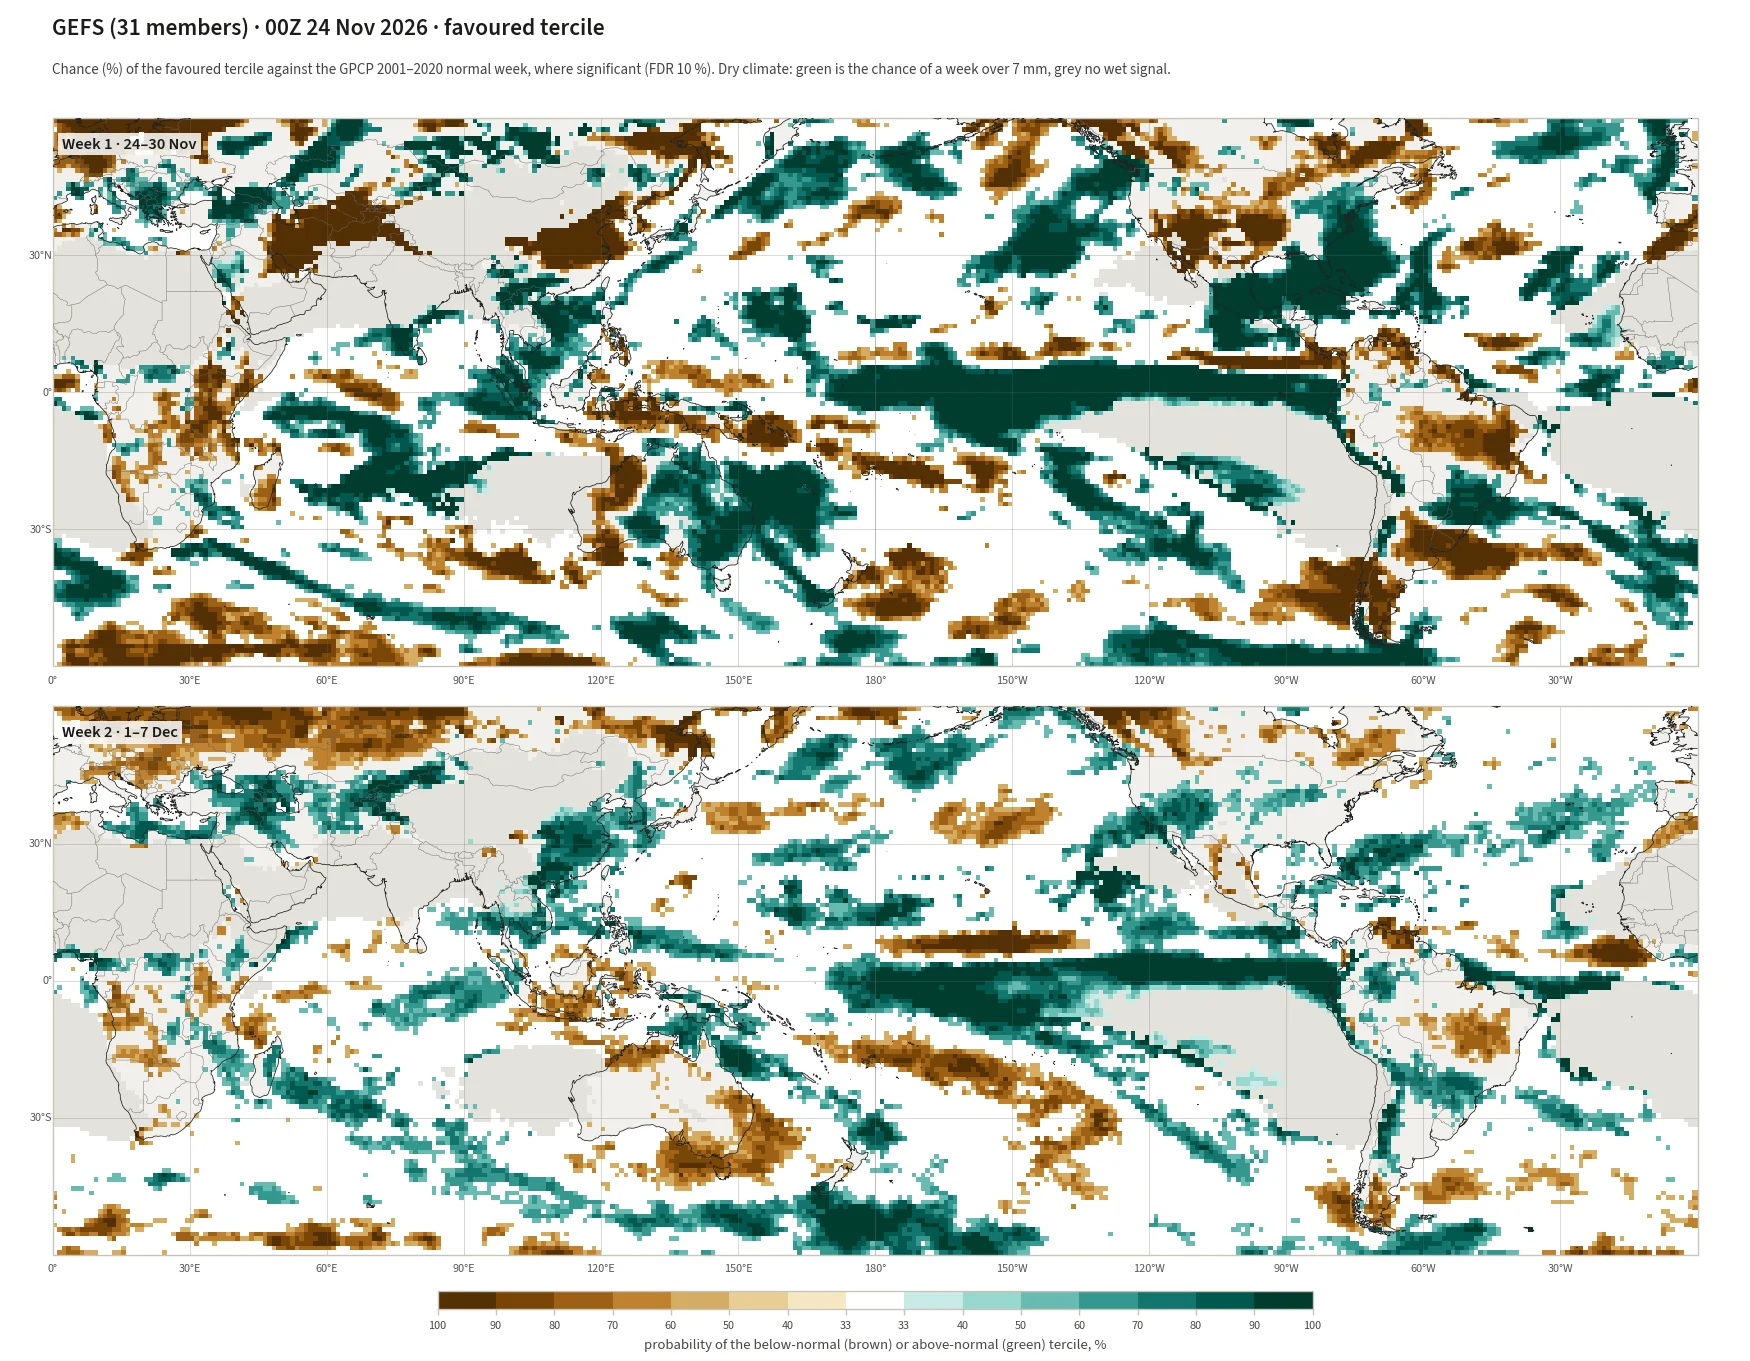 GEFS (31 members) · 00Z 24 Nov 2026 · favoured tercile
Chance (%) of the favoured tercile against the GPCP 2001–2020 normal week, where significant (FDR 10 %). Dry climate: green is the chance of a week over 7 mm, grey no wet signal.
Week 1 · 24–30 Nov
30°N
0°
30°S
0° 30°E 60°E 90°E 120°E 150°E 180° 150°W 120°W 90°W 60°W 30°W
Week 2 · 1–7 Dec
30°N
0°
30°S
0° 30°E 60°E 90°E 120°E 150°E 180° 150°W 120°W 90°W 60°W 30°W
100 90 80 70 60 50 40 33 33 40 50 60 70 80 90 100
probability of the below-normal (brown) or above-normal (green) tercile, %